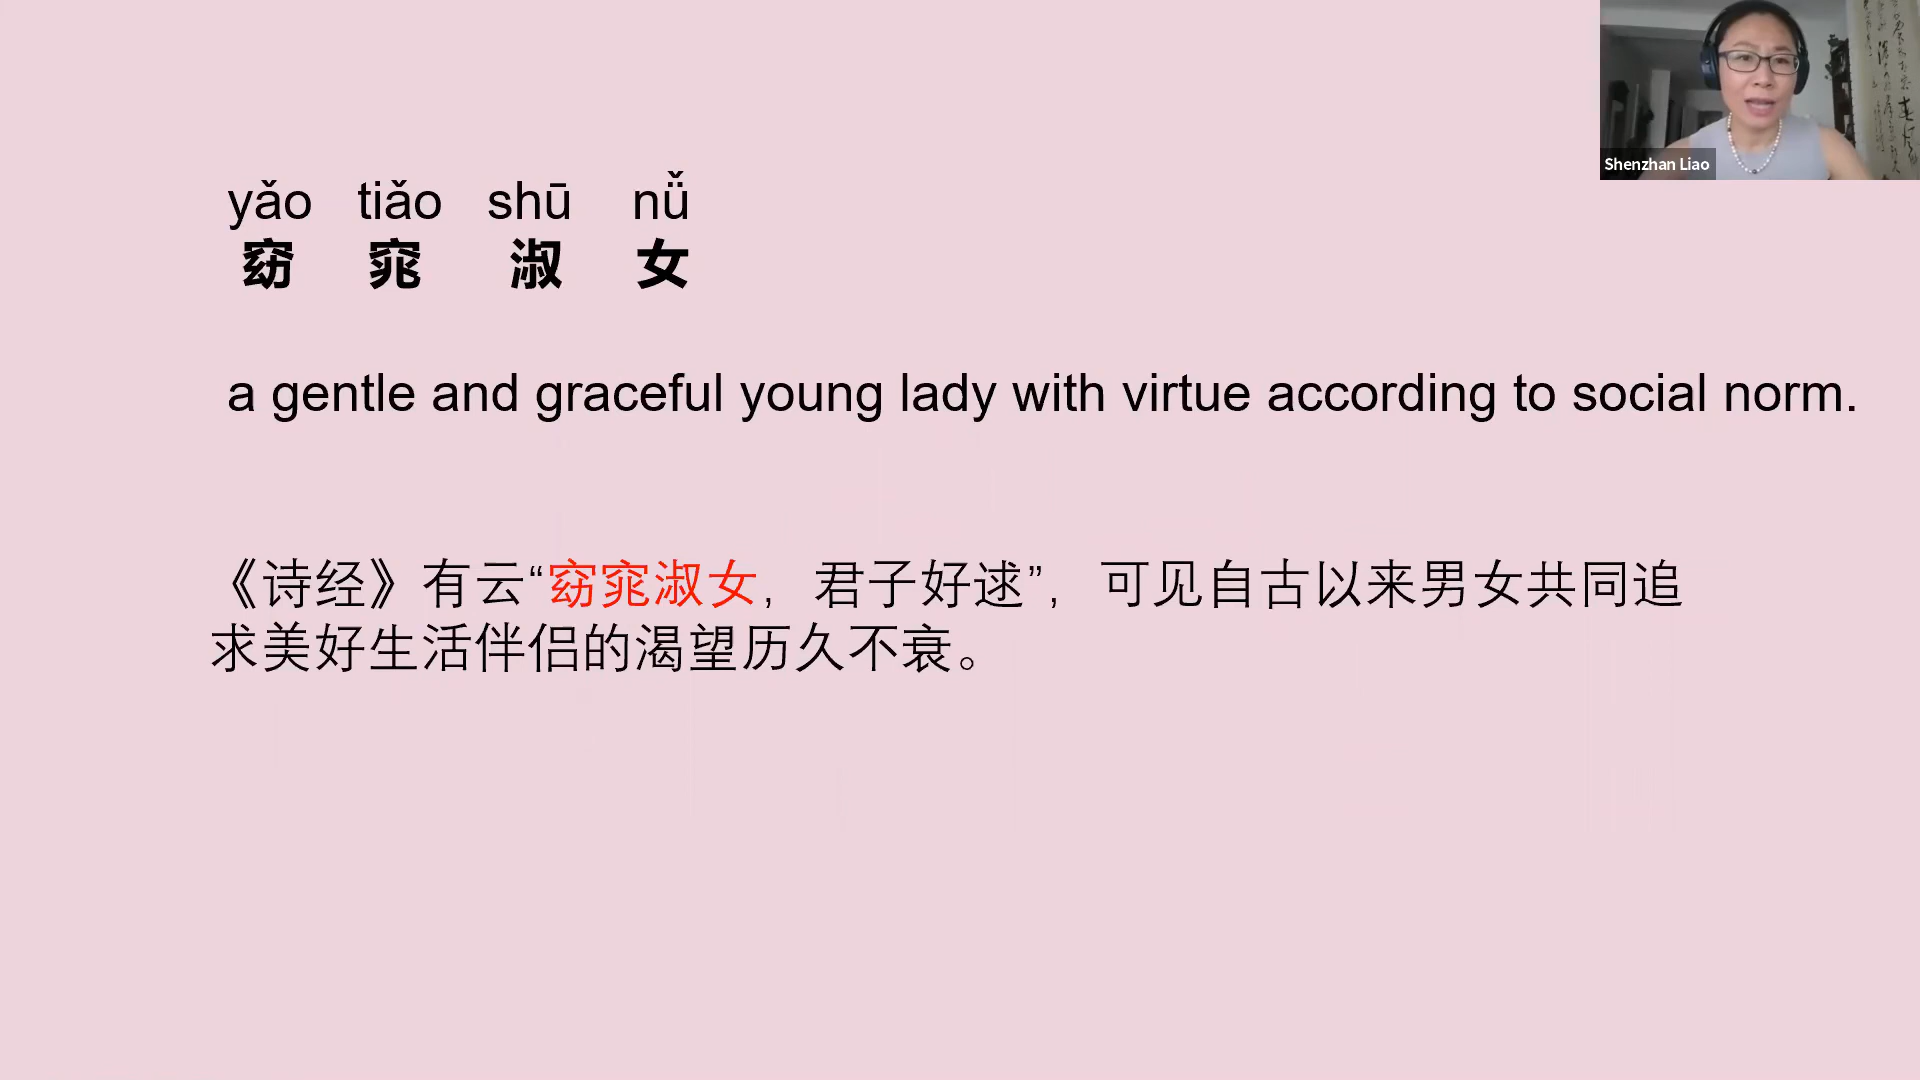 Shenzhan Liao
yǎo tiǎo shū nǚ
窈 窕 淑 女
a gentle and graceful young lady with virtue according to social norm.
《诗经》有云“窈窕淑女，君子好逑”，可见自古以来男女共同追
求美好生活伴侣的渴望历久不衰。